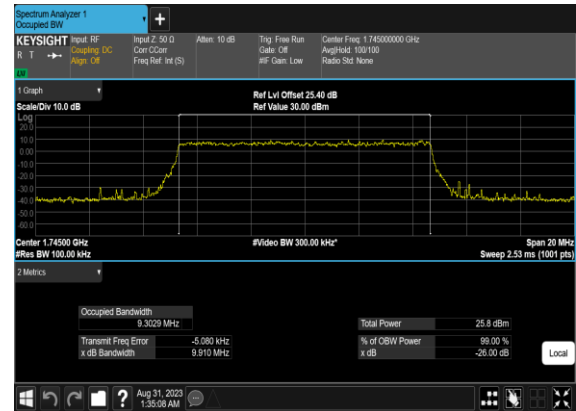 Spectrum Analyzer 1
Occupied BW
+
KEYSIGHT Input: RF Input Z: 50 Ω Atten: 10 dB Trig: Free Run Center Freq: 1.745000000 GHz
R T Coupling: DC Corr CCorr Gate: Off Avg|Hold: 100/100
Align: Off Freq Ref: Int (S) #IF Gain: Low Radio Std: None
1 Graph
Ref Lvl Offset 25.40 dB
Scale/Div 10.0 dB Ref Value 30.00 dBm
Log
20.0
10.0
0.00
-10.0
-20.0
-30.0
-40.0
-50.0
-60.0
Center 1.74500 GHz #Video BW 300.00 kHz* Span 20 MHz
#Res BW 100.00 kHz Sweep 2.53 ms (1001 pts)
2 Metrics
Occupied Bandwidth
9.3029 MHz Total Power 25.8 dBm
Transmit Freq Error -5.080 kHz % of OBW Power 99.00 %
x dB Bandwidth 9.910 MHz x dB -26.00 dB
Local
? Aug 31, 2023
1:35:08 AM